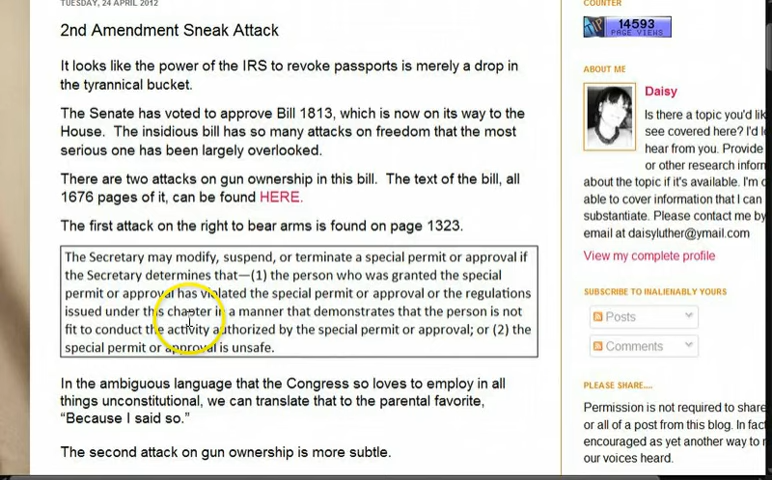 TUESDAY, 24 APRIL 2012
2nd Amendment Sneak Attack
It looks like the power of the IRS to revoke passports is merely a drop in
the tyrannical bucket.
The Senate has voted to approve Bill 1813, which is now on its way to the
House.  The insidious bill has so many attacks on freedom that the most
serious one has been largely overlooked.
There are two attacks on gun ownership in this bill.  The text of the bill, all
1676 pages of it, can be found HERE.
The first attack on the right to bear arms is found on page 1323.
The Secretary may modify, suspend, or terminate a special permit or approval if
the Secretary determines that—(1) the person who was granted the special
permit or approval has violated the special permit or approval or the regulations
issued under this chapter in a manner that demonstrates that the person is not
fit to conduct the activity authorized by the special permit or approval; or (2) the
special permit or approval is unsafe.
In the ambiguous language that the Congress so loves to employ in all
things unconstitutional, we can translate that to the parental favorite,
“Because I said so.”
The second attack on gun ownership is more subtle.
COUNTER
14593
PAGE VIEWS
ABOUT ME
Daisy
Is there a topic you'd lik
see covered here? I'd l
hear from you. Provide
or other research inform
about the topic if it's available. I'm c
able to cover information that I can
substantiate. Please contact me by
email at daisyluther@ymail.com
View my complete profile
SUBSCRIBE TO INALIENABLY YOURS
Posts
Comments
PLEASE SHARE....
Permission is not required to share
or all of a post from this blog. In fact
encouraged as yet another way to r
our voices heard.